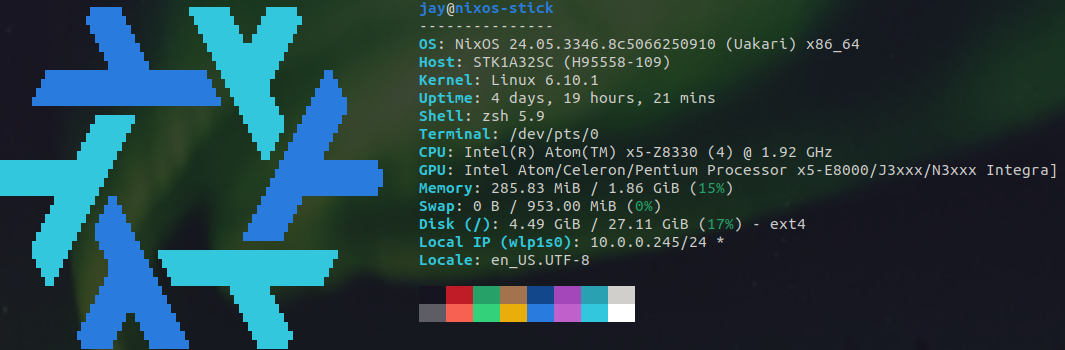 jay@nixos-stick
---------------
OS: NixOS 24.05.3346.8c5066250910 (Uakari) x86_64
Host: STK1A32SC (H95558-109)
Kernel: Linux 6.10.1
Uptime: 4 days, 19 hours, 21 mins
Shell: zsh 5.9
Terminal: /dev/pts/0
CPU: Intel(R) Atom(TM) x5-Z8330 (4) @ 1.92 GHz
GPU: Intel Atom/Celeron/Pentium Processor x5-E8000/J3xxx/N3xxx Integra]
Memory: 285.83 MiB / 1.86 GiB (15%)
Swap: 0 B / 953.00 MiB (0%)
Disk (/): 4.49 GiB / 27.11 GiB (17%) - ext4
Local IP (wlp1s0): 10.0.0.245/24 *
Locale: en_US.UTF-8